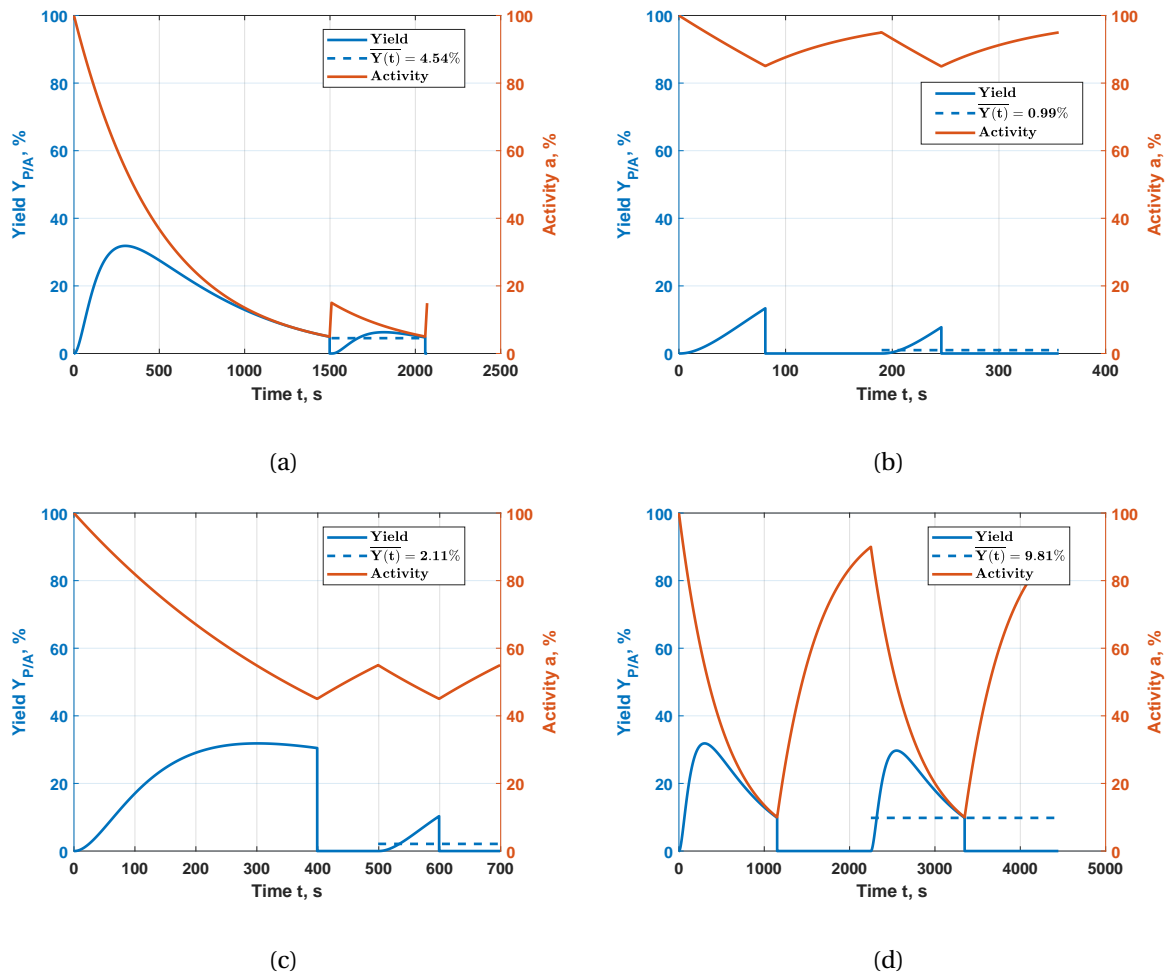 100
80
60
40
20
0
Yield Y_P/A, %
100
80
60
40
20
0
Activity a, %
Yield
Y(t) = 4.54%
Activity
0 500 1000 1500 2000 2500
Time t, s
(a)
100
80
60
40
20
0
Yield Y_P/A, %
100
80
60
40
20
0
Activity a, %
Yield
Y(t) = 0.99%
Activity
0 100 200 300 400
Time t, s
(b)
100
80
60
40
20
0
Yield Y_P/A, %
100
80
60
40
20
0
Activity a, %
Yield
Y(t) = 2.11%
Activity
0 100 200 300 400 500 600 700
Time t, s
(c)
100
80
60
40
20
0
Yield Y_P/A, %
100
80
60
40
20
0
Activity a, %
Yield
Y(t) = 9.81%
Activity
0 1000 2000 3000 4000 5000
Time t, s
(d)